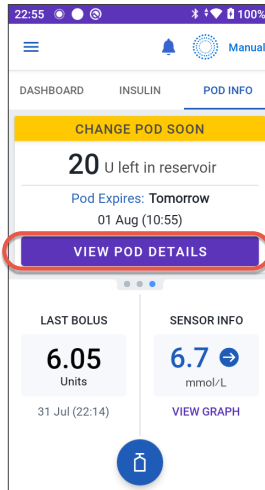 22:55 100%
Manual
DASHBOARD INSULIN POD INFO
CHANGE POD SOON
20 U left in reservoir
Pod Expires: Tomorrow
01 Aug (10:55)
VIEW POD DETAILS
LAST BOLUS
6.05
Units
31 Jul (22:14)
SENSOR INFO
6.7
mmol/L
VIEW GRAPH